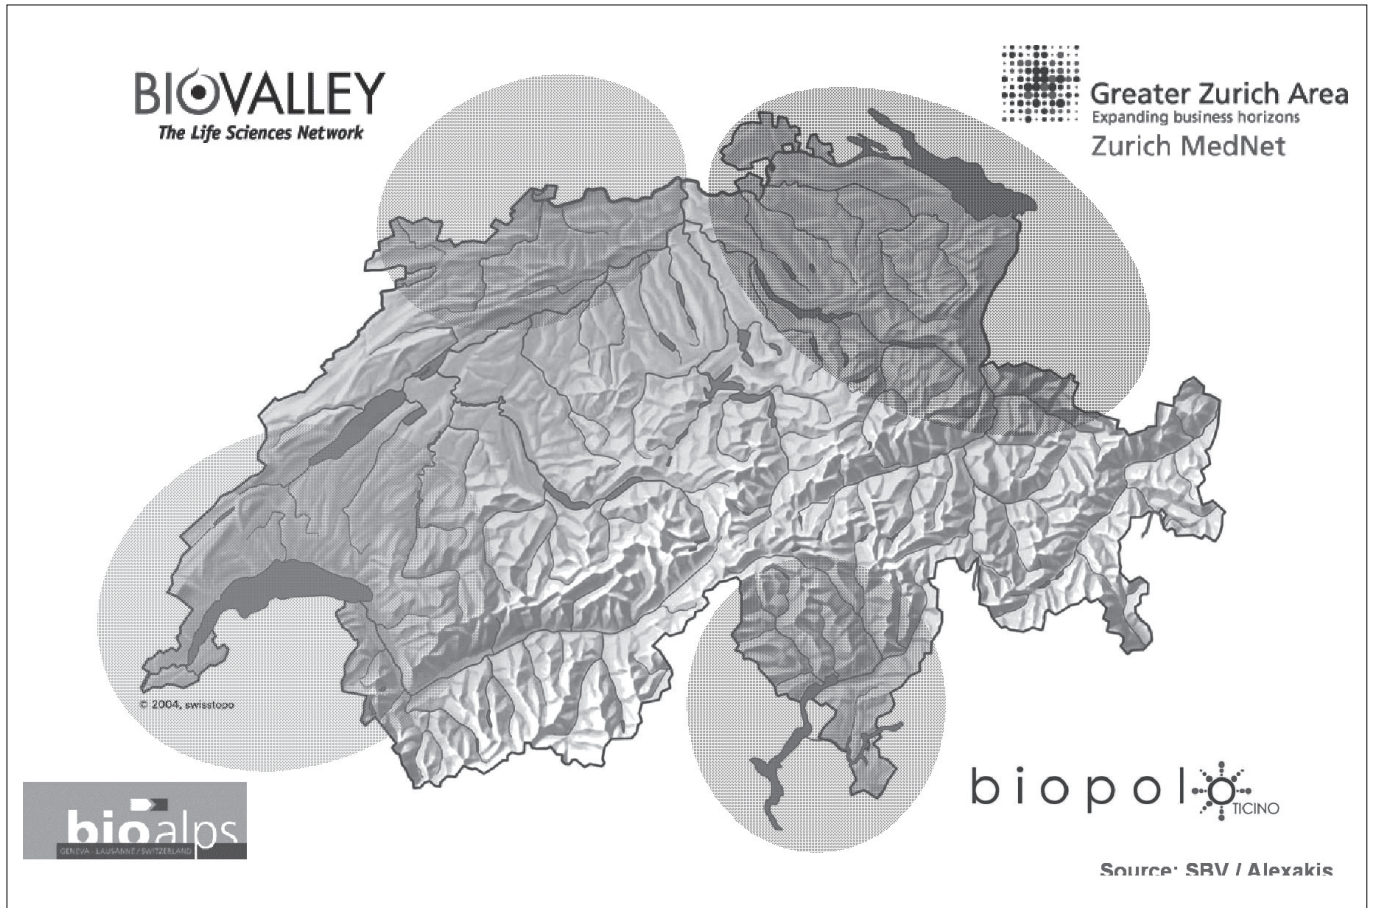 BIOVALLEY
The Life Sciences Network
Greater Zurich Area
Expanding business horizons
Zurich MedNet
© 2004, swisstopo
bioalps
GENEVA - LAUSANNE / SWITZERLAND
biopolo
TICINO
Source: SBV / Alexakis